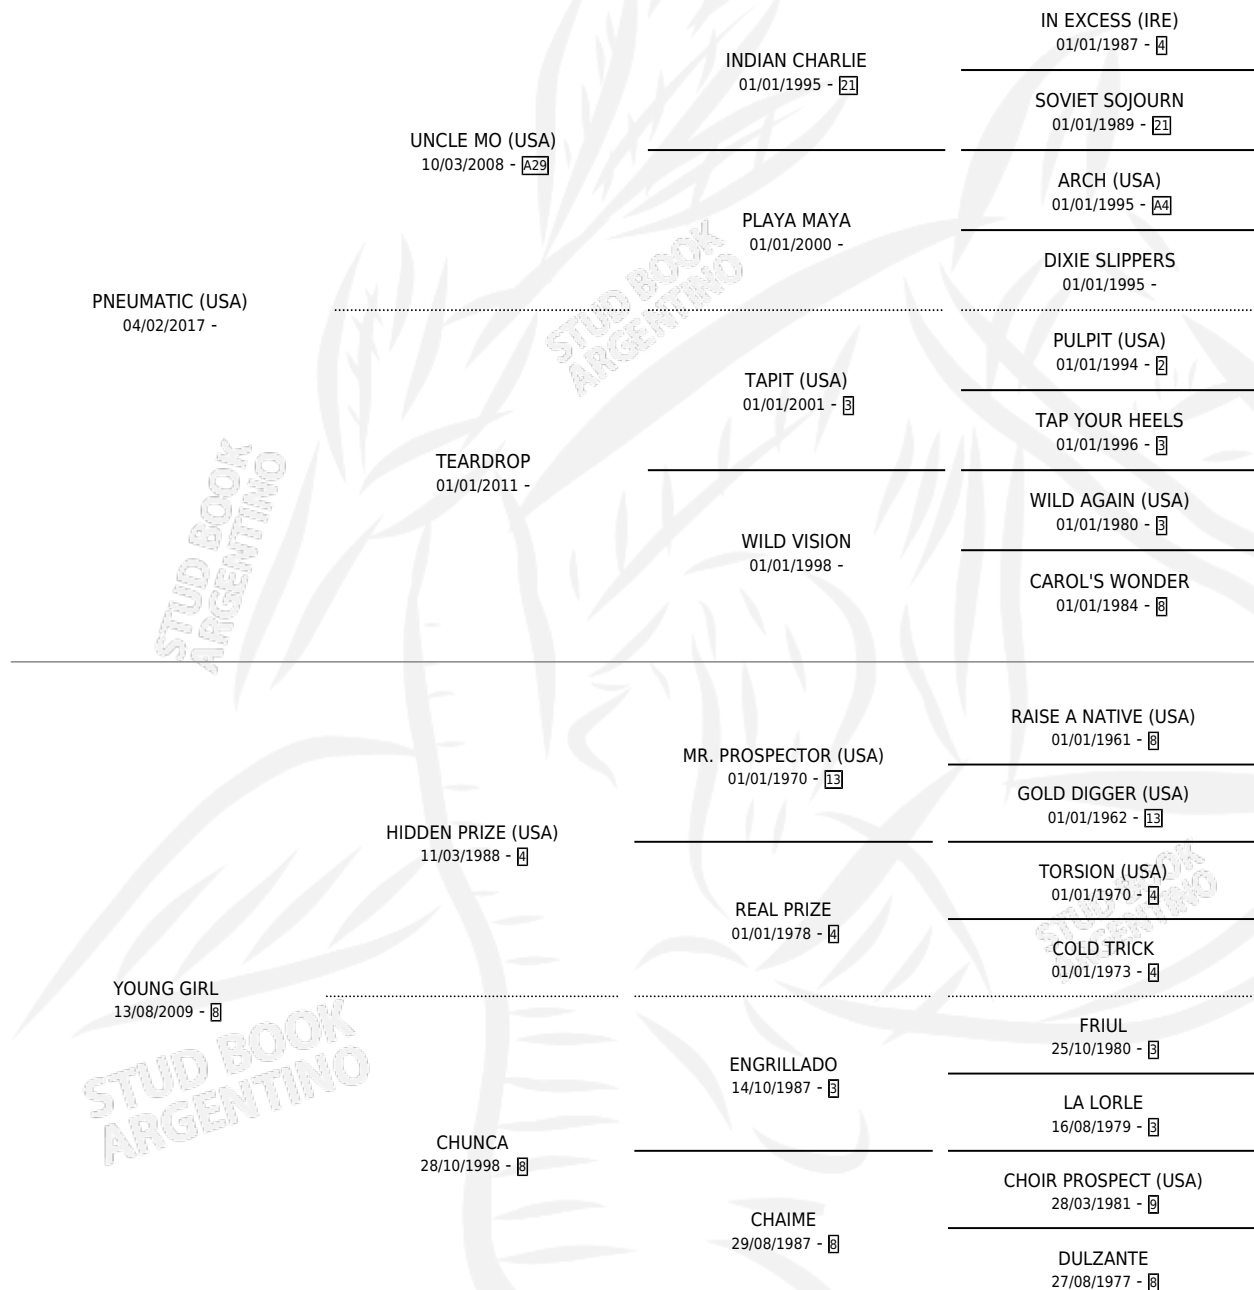 IN EXCESS (IRE)
01/01/1987 - 4
INDIAN CHARLIE
01/01/1995 - 21
SOVIET SOJOURN
01/01/1989 - 21
UNCLE MO (USA)
10/03/2008 - A29
ARCH (USA)
01/01/1995 - A4
PLAYA MAYA
01/01/2000 -
DIXIE SLIPPERS
01/01/1995 -
PNEUMATIC (USA)
04/02/2017 -
STUD BOOK
ARGENTINO
PULPIT (USA)
01/01/1994 - 2
TAPIT (USA)
01/01/2001 - 3
TAP YOUR HEELS
01/01/1996 - 3
TEARDROP
01/01/2011 -
WILD AGAIN (USA)
01/01/1980 - 3
WILD VISION
01/01/1998 -
CAROL'S WONDER
01/01/1984 - 8
STUD BOOK
ARGENTINO
RAISE A NATIVE (USA)
01/01/1961 - 8
MR. PROSPECTOR (USA)
01/01/1970 - 13
GOLD DIGGER (USA)
01/01/1962 - 13
HIDDEN PRIZE (USA)
11/03/1988 - 4
TORSION (USA)
01/01/1970 - 4
REAL PRIZE
01/01/1978 - 4
COLD TRICK
01/01/1973 - 4
STUD BOOK
ARGENTINO
YOUNG GIRL
13/08/2009 - 8
FRIUL
25/10/1980 - 3
ENGRILLADO
14/10/1987 - 3
LA LORLE
16/08/1979 - 3
STUD BOOK
ARGENTINO
CHUNCA
28/10/1998 - 8
CHOIR PROSPECT (USA)
28/03/1981 - 9
CHAIME
29/08/1987 - 8
DULZANTE
27/08/1977 - 8